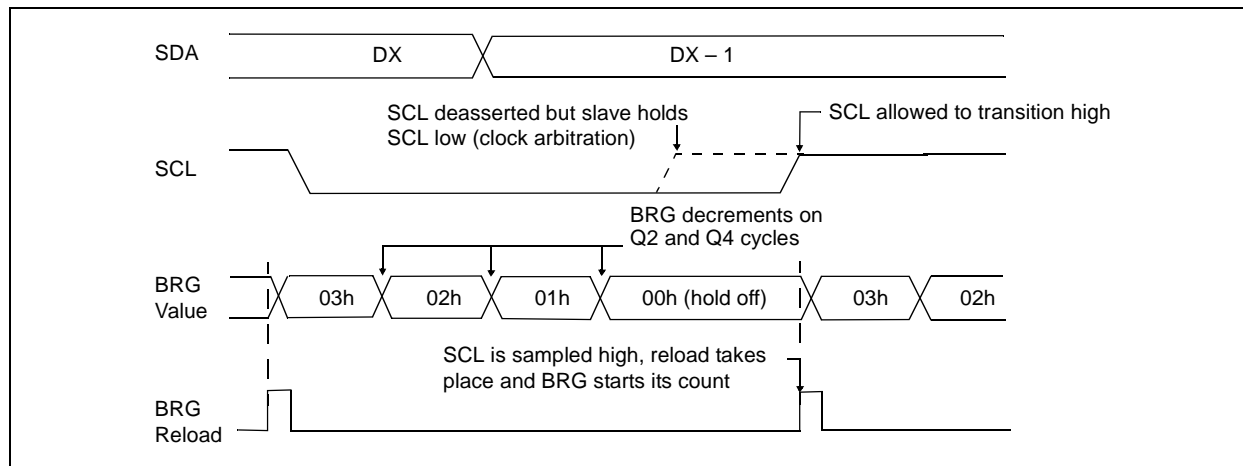 SDA
DX
DX – 1
SCL deasserted but slave holds
SCL low (clock arbitration)
SCL allowed to transition high
SCL
BRG decrements on
Q2 and Q4 cycles
BRG
Value
03h
02h
01h
00h (hold off)
03h
02h
SCL is sampled high, reload takes
place and BRG starts its count
BRG
Reload